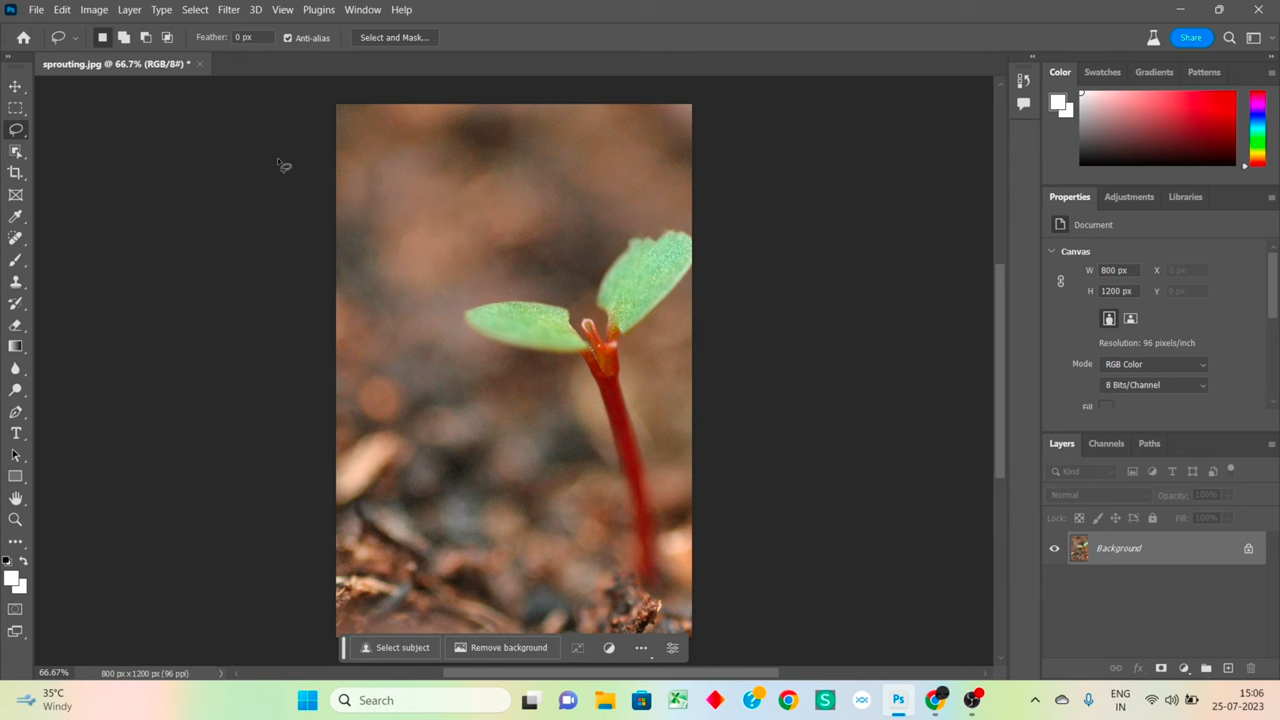 Ps File Edit Image Layer Type Select Filter 3D View Plugins Window Help
Feather: 0 px Anti-alias Select and Mask... Share
sprouting.jpg @ 66.7% (RGB/8#) *
Color Swatches Gradients Patterns
Properties Adjustments Libraries
Document
Canvas
W 800 px X 0 px
H 1200 px Y 0 px
Resolution: 96 pixels/inch
Mode RGB Color
8 Bits/Channel
Fill
Layers Channels Paths
Kind
Normal Opacity: 100%
Lock: Fill: 100%
Background
Select subject Remove background
66.67% 800 px x 1200 px (96 ppi)
35°C
Windy
Search
Ps
ENG
IN
15:06
25-07-2023